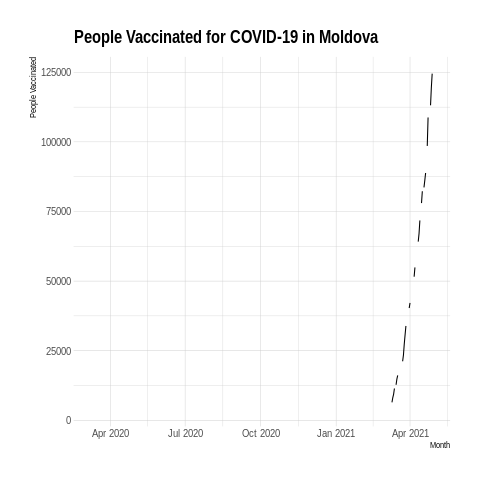 People Vaccinated for COVID-19 in Moldova
People Vaccinated
125000
100000
75000
50000
25000
0
Apr 2020 Jul 2020 Oct 2020 Jan 2021 Apr 2021
Month